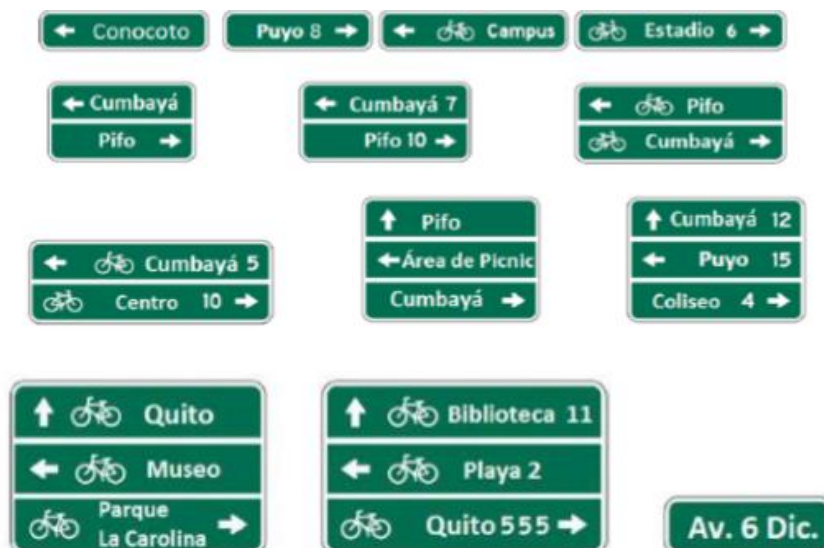 Conocoto
Puyo 8
Campus
Estadio 6
Cumbayá
Pifo
Cumbayá 7
Pifo 10
Pifo
Cumbayá
Cumbayá 5
Centro 10
Pifo
Área de Picnic
Cumbayá
Cumbayá 12
Puyo 15
Coliseo 4
Quito
Museo
Parque
La Carolina
Biblioteca 11
Playa 2
Quito 555
Av. 6 Dic.